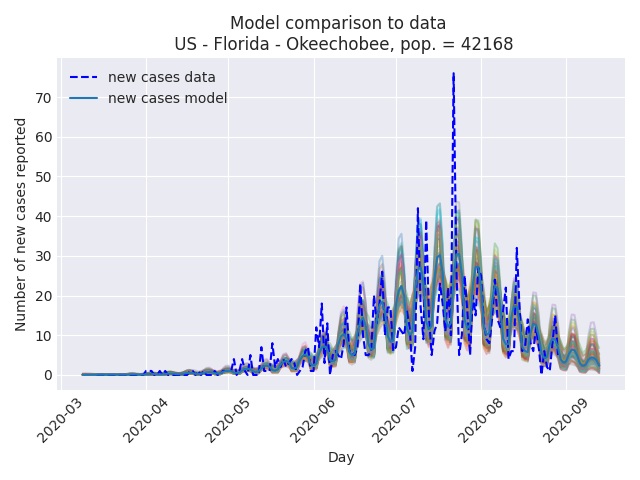 Model comparison to data
US - Florida - Okeechobee, pop. = 42168
new cases data
new cases model
Number of new cases reported
70
60
50
40
30
20
10
0
2020-03
2020-04
2020-05
2020-06
2020-07
2020-08
2020-09
Day